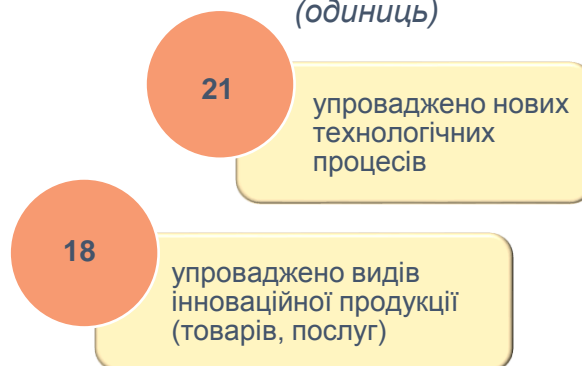 (одиниць)
21
упроваджено нових
технологічних
процесів
18
упроваджено видів
інноваційної продукції
(товарів, послуг)